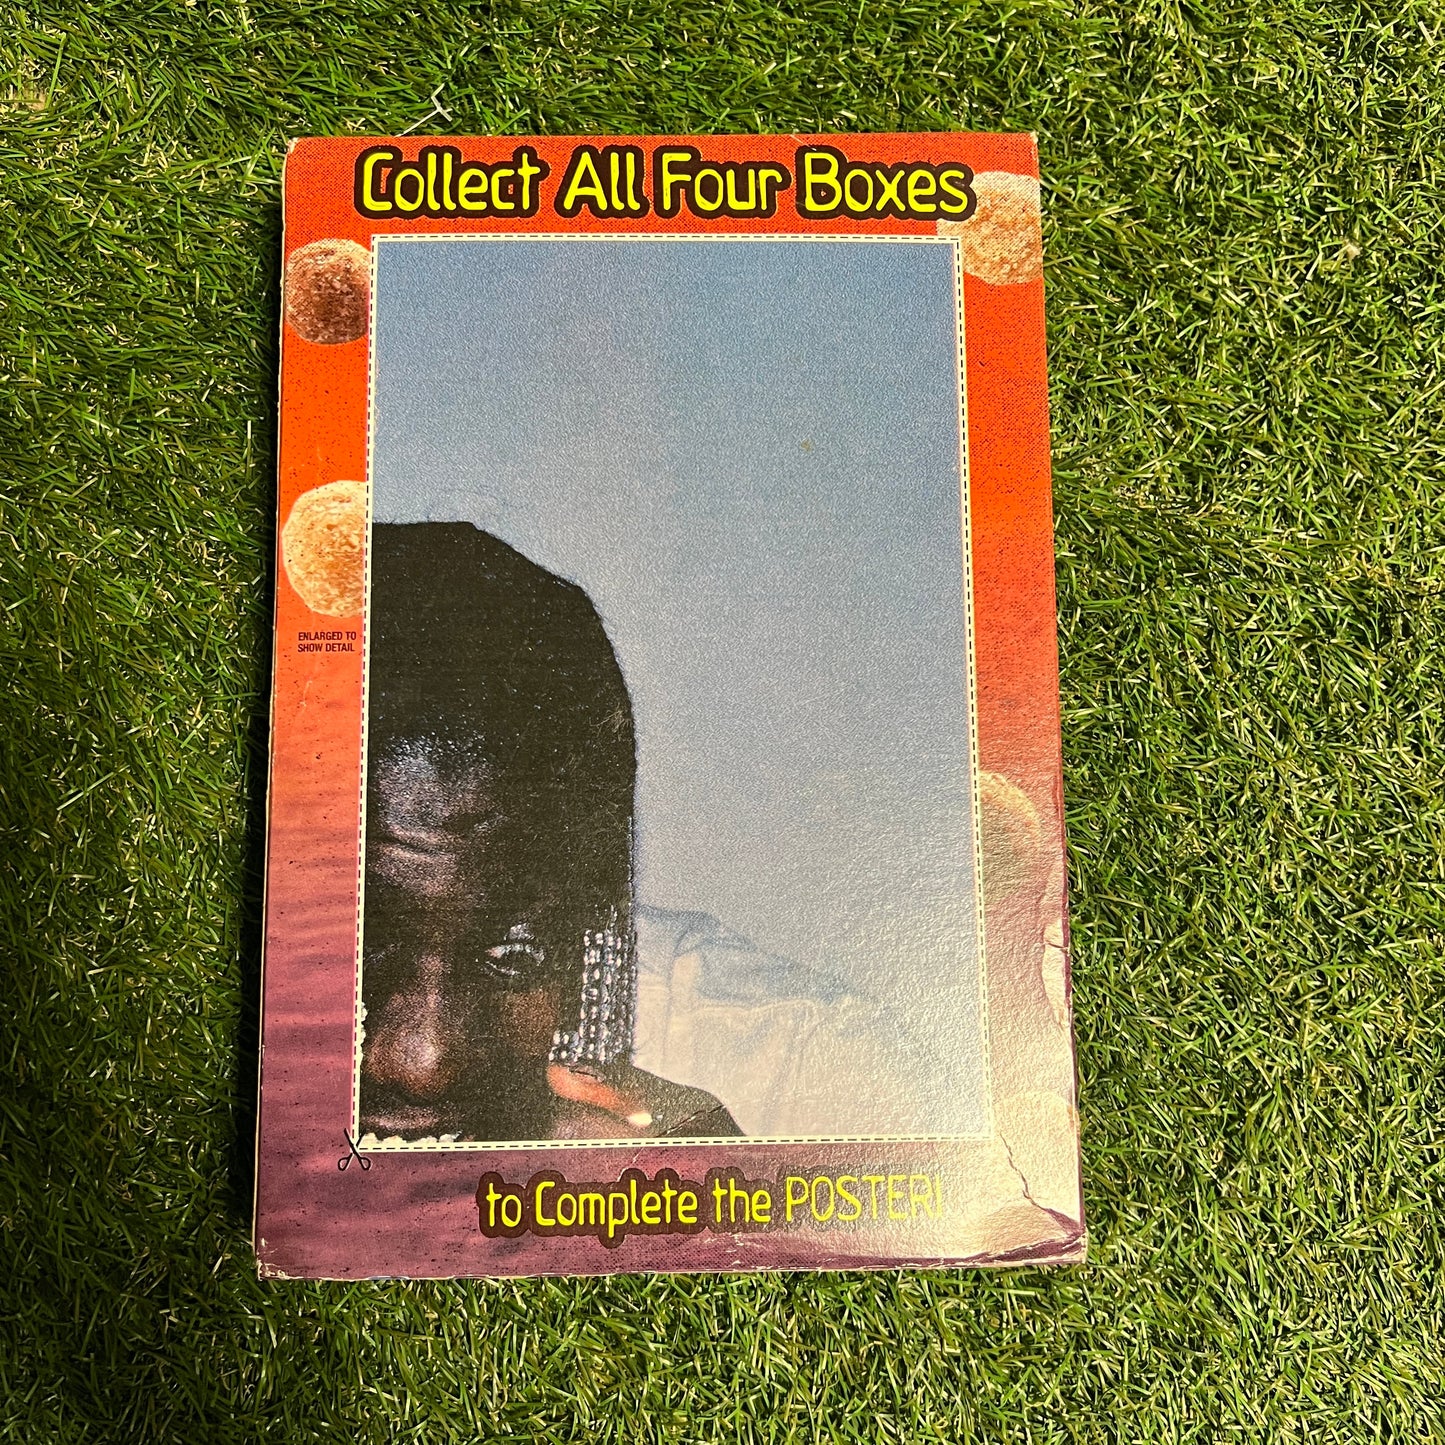 Collect All Four Boxes
ENLARGED TO
SHOW DETAIL
to Complete the POSTER!